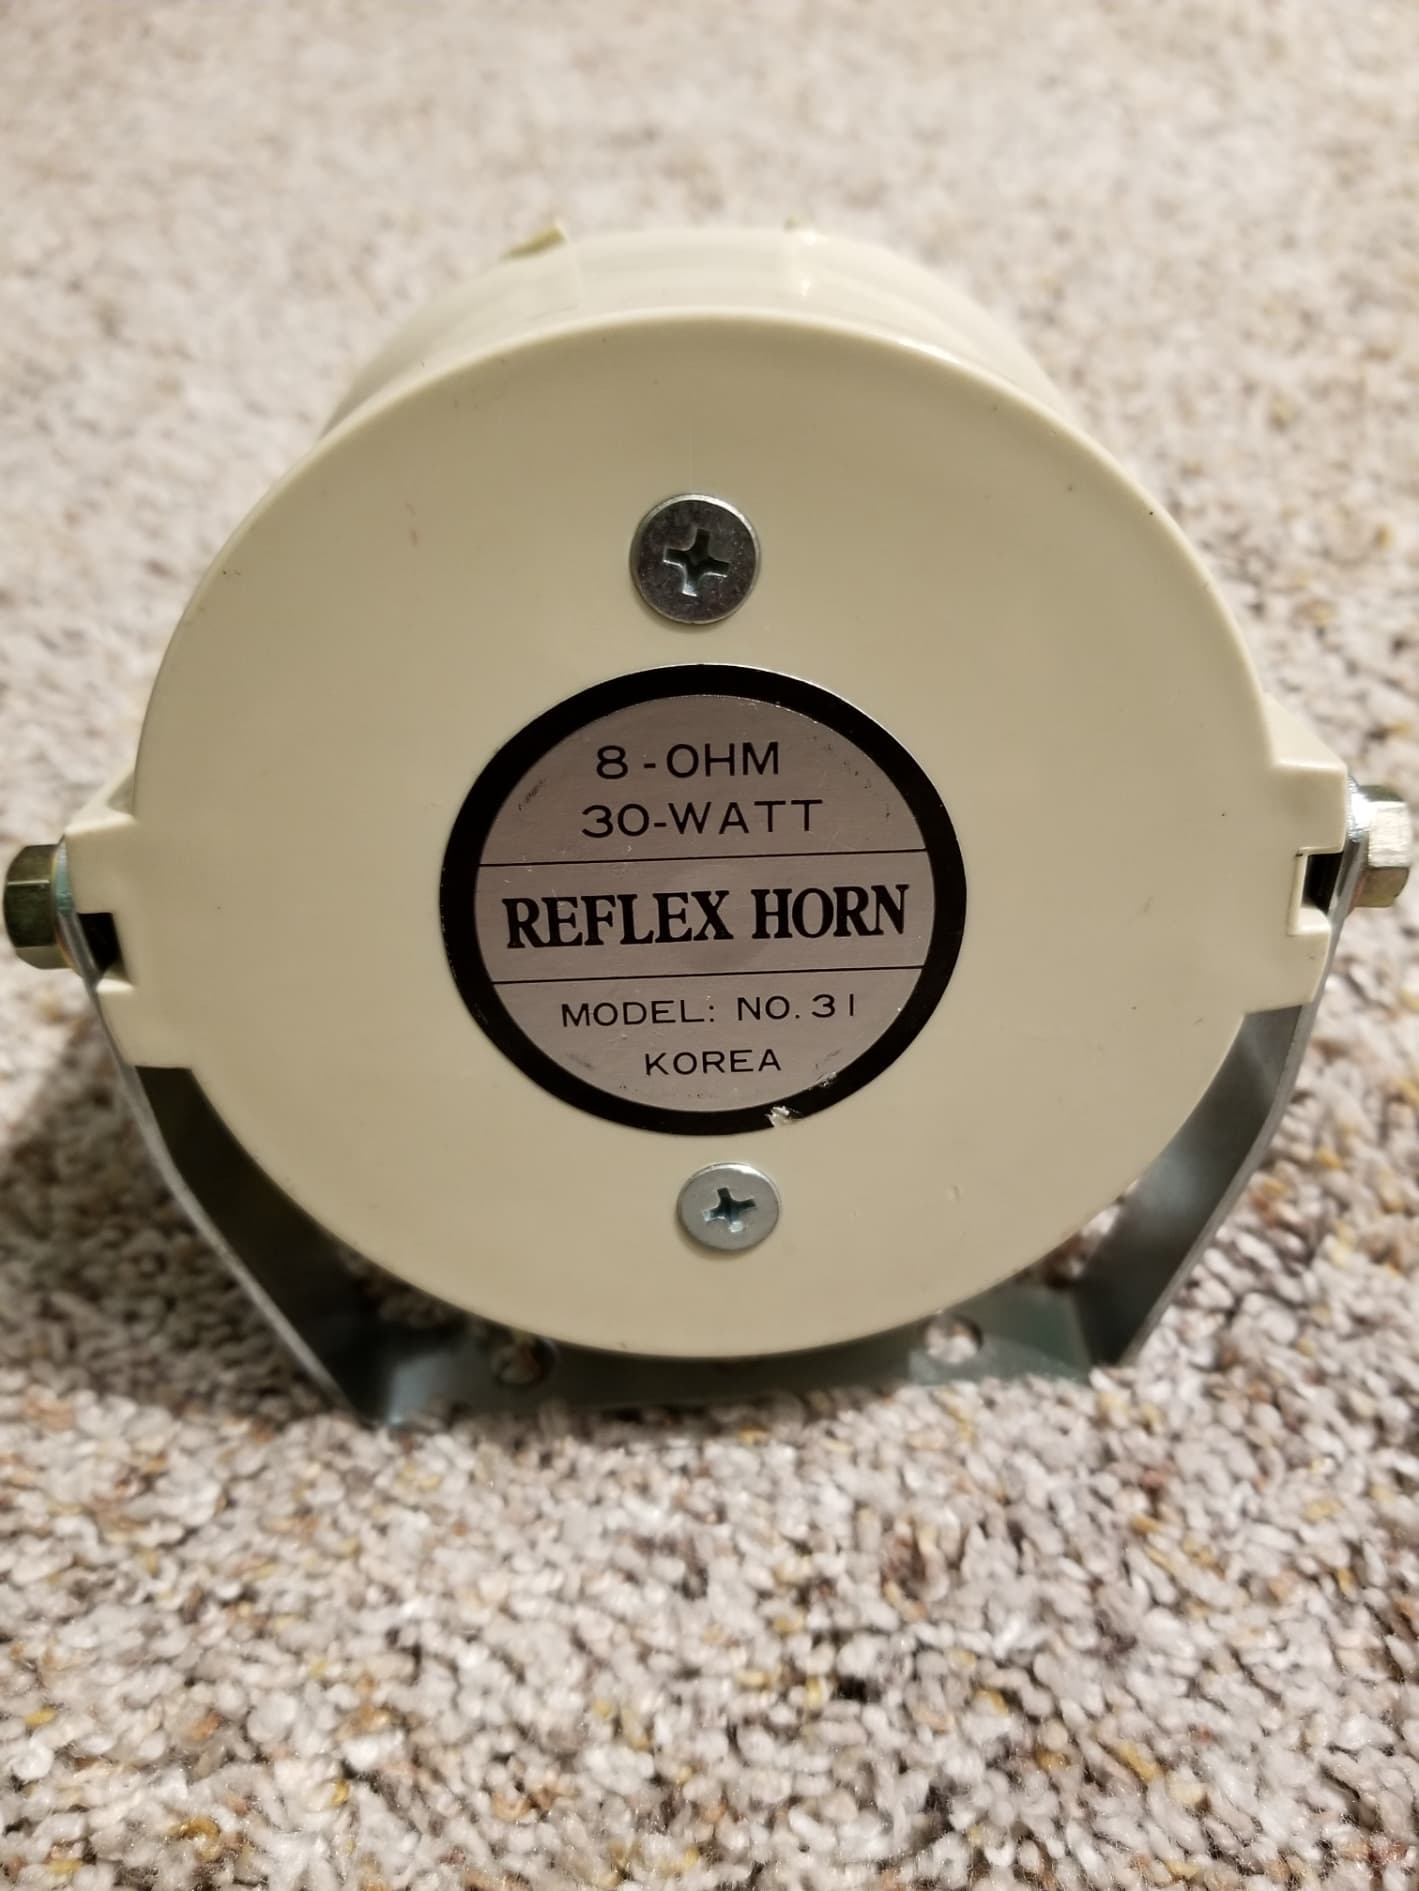 8-OHM
30-WATT
REFLEX HORN
MODEL: NO. 31
KOREA